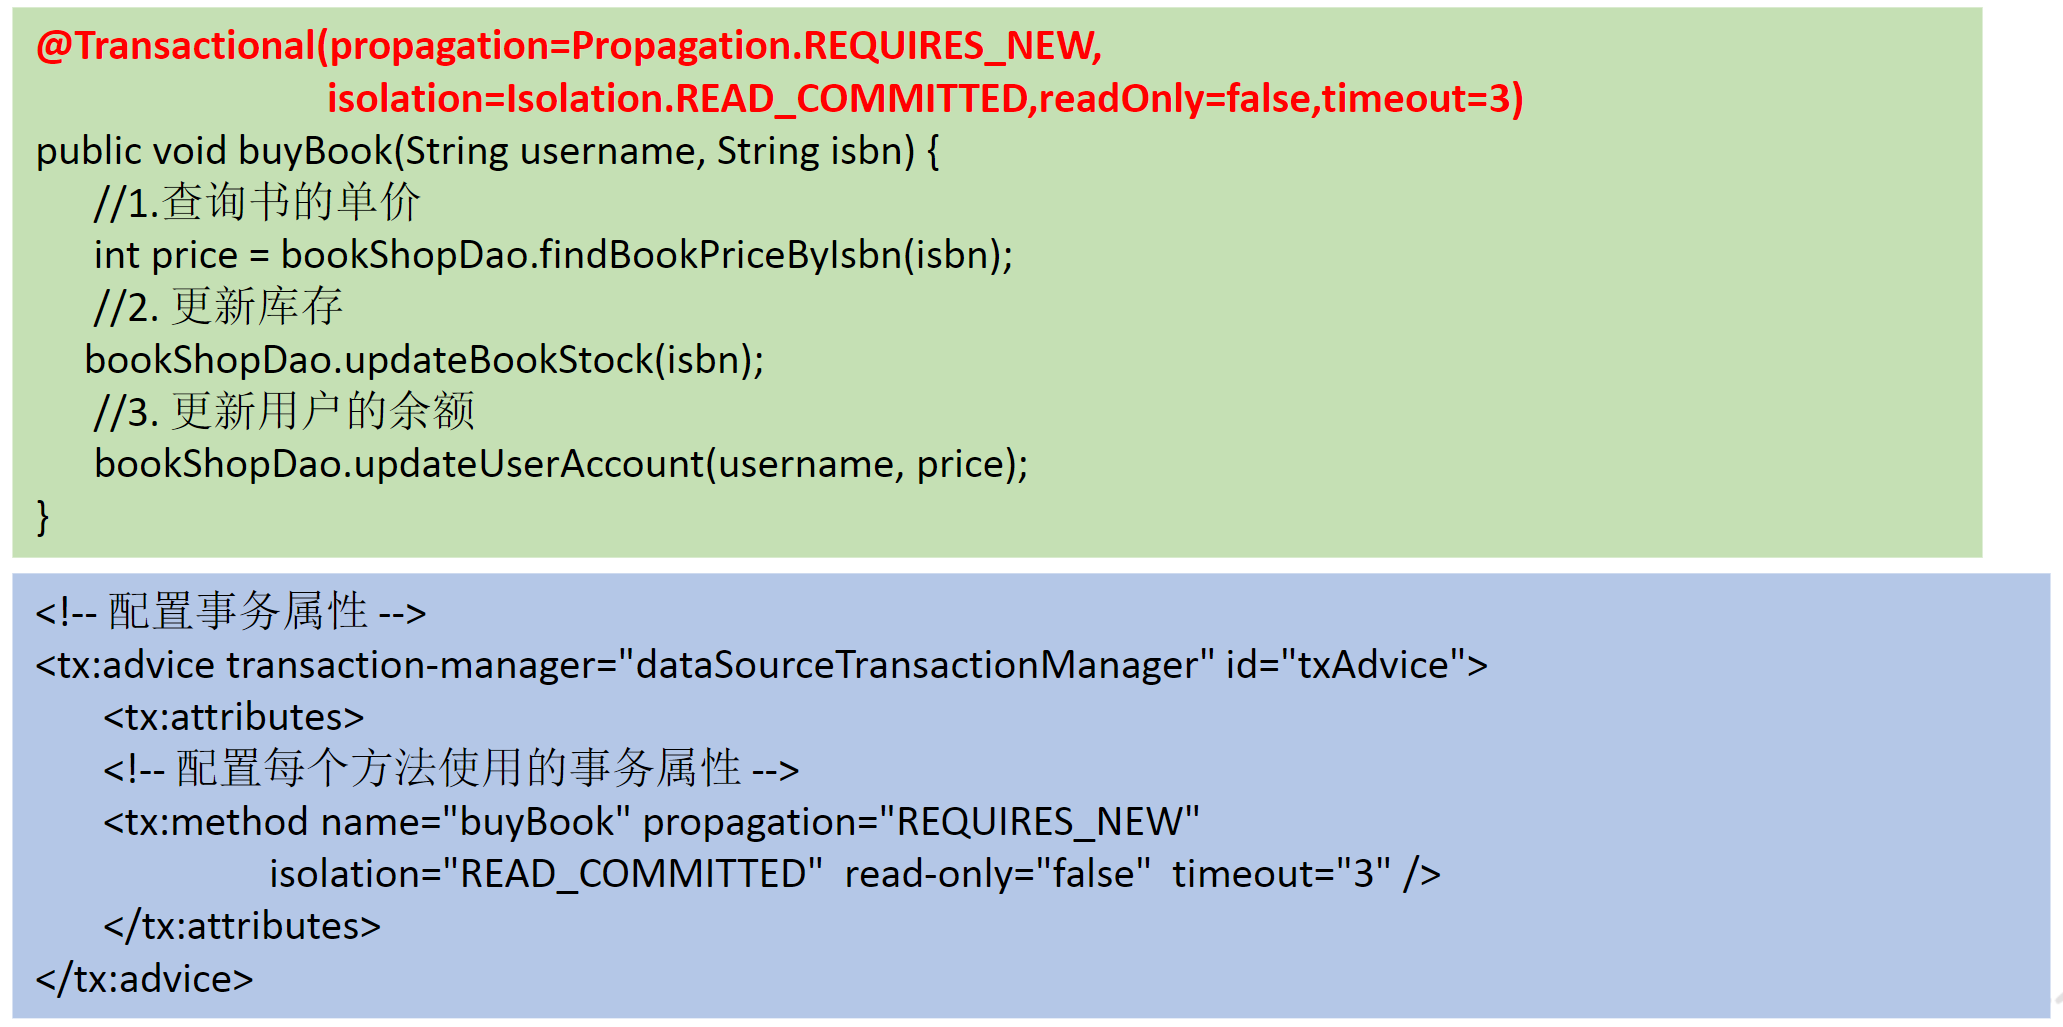 @Transactional(propagation=Propagation.REQUIRES_NEW,
isolation=Isolation.READ_COMMITTED,readOnly=false,timeout=3)
public void buyBook(String username, String isbn) {
//1.查询书的单价
int price = bookShopDao.findBookPriceByIsbn(isbn);
//2. 更新库存
bookShopDao.updateBookStock(isbn);
//3. 更新用户的余额
bookShopDao.updateUserAccount(username, price);
}
<!-- 配置事务属性 -->
<tx:advice transaction-manager="dataSourceTransactionManager" id="txAdvice">
<tx:attributes>
<!-- 配置每个方法使用的事务属性 -->
<tx:method name="buyBook" propagation="REQUIRES_NEW"
isolation="READ_COMMITTED"  read-only="false"  timeout="3" />
</tx:attributes>
</tx:advice>